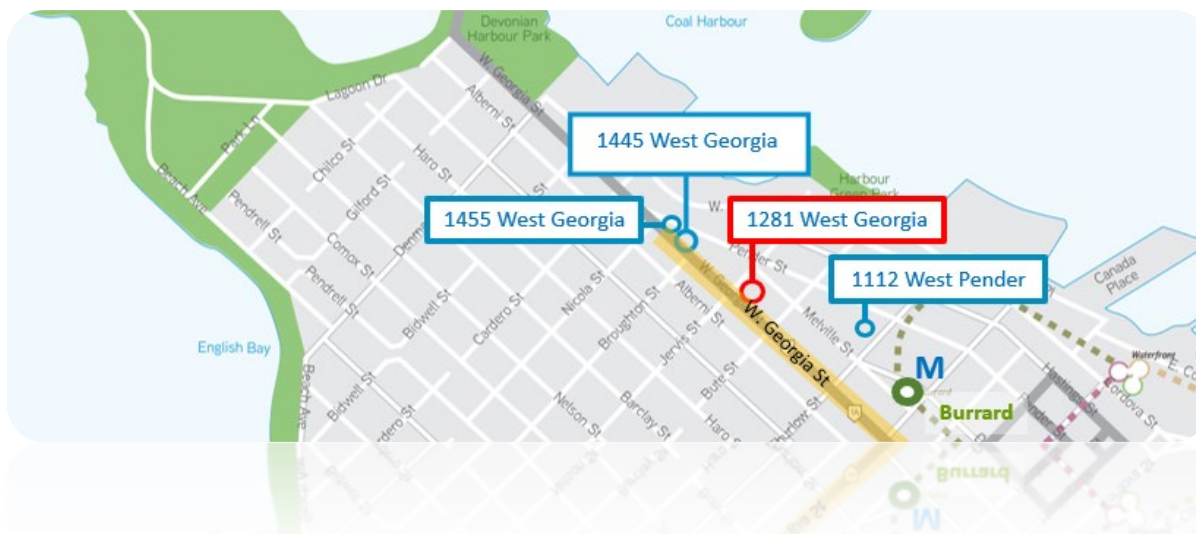 Devonian
Harbour Park
Coal Harbour
W. Georgia St
Lagoon Dr
Alberni St
Park Ln
Chilco St
Haro St
1445 West Georgia
Beach Ave
Gilford St
Harbour
Green Park
Pendrell St
1455 West Georgia
W.
1281 West Georgia
Comox St
Pender St
Pendrell St
W. Georgia
1112 West Pender
Canada
Place
Nicola St
Alberni St
Bidwell St
Cardero St
Broughton St
Melville St
W. Georgia St
English Bay
Jervis St
Waterfront
M
Burrard
Beach Ave
Bidwell St
Bute St
Hastings St
Pender St
Cordova St
Nelson St
Barclay St
Haro